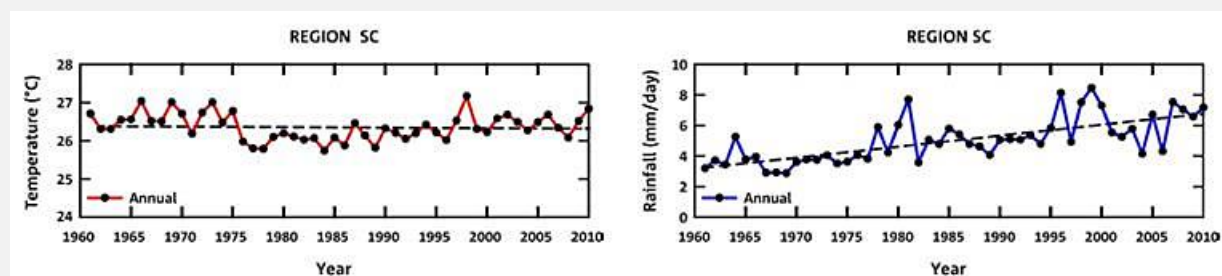 REGION SC
28
27
26
25
24
Temperature (°C)
Annual
1960 1965 1970 1975 1980 1985 1990 1995 2000 2005 2010
Year
REGION SC
10
8
6
4
2
0
Rainfall (mm/day)
Annual
1960 1965 1970 1975 1980 1985 1990 1995 2000 2005 2010
Year